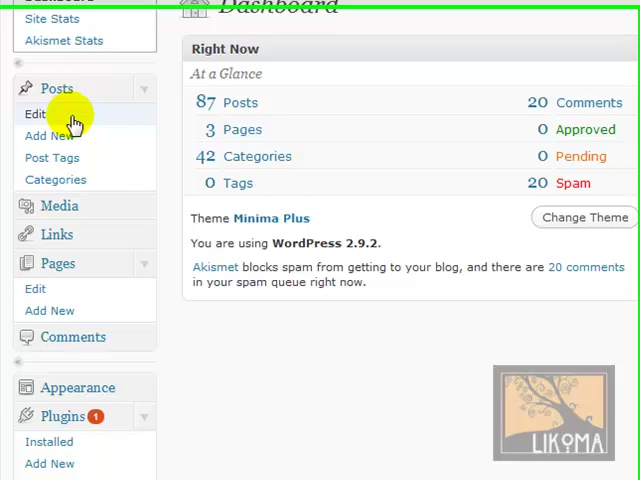 Dashboard
Site Stats
Akismet Stats
Posts
Edit
Add New
Post Tags
Categories
Media
Links
Pages
Edit
Add New
Comments
Appearance
Plugins 1
Installed
Add New
Dashboard
Right Now
At a Glance
87 Posts 20 Comments
3 Pages 0 Approved
42 Categories 0 Pending
0 Tags 20 Spam
Theme Minima Plus Change Theme
You are using WordPress 2.9.2.
Akismet blocks spam from getting to your blog, and there are 20 comments
in your spam queue right now.
LIKOMA